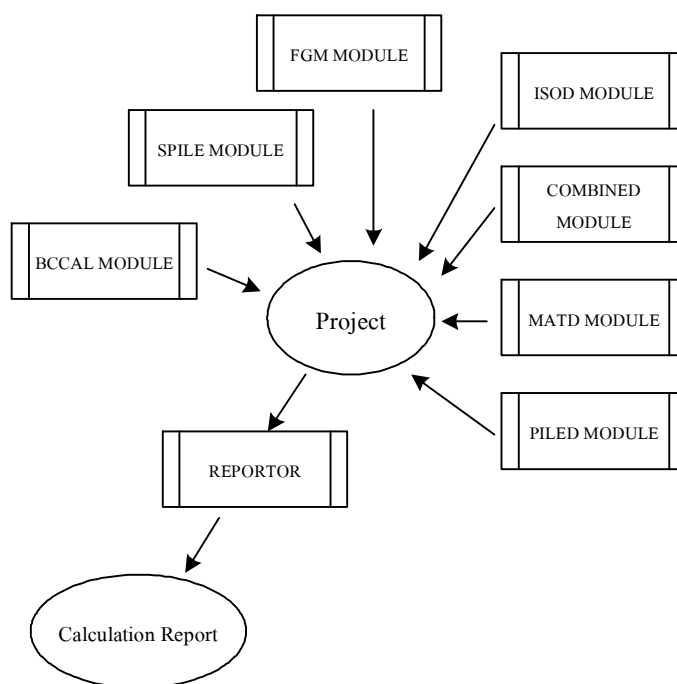 FGM MODULE
ISOD MODULE
SPILE MODULE
COMBINED
MODULE
BCCAL MODULE
Project
MATD MODULE
PILED MODULE
REPORTOR
Calculation Report